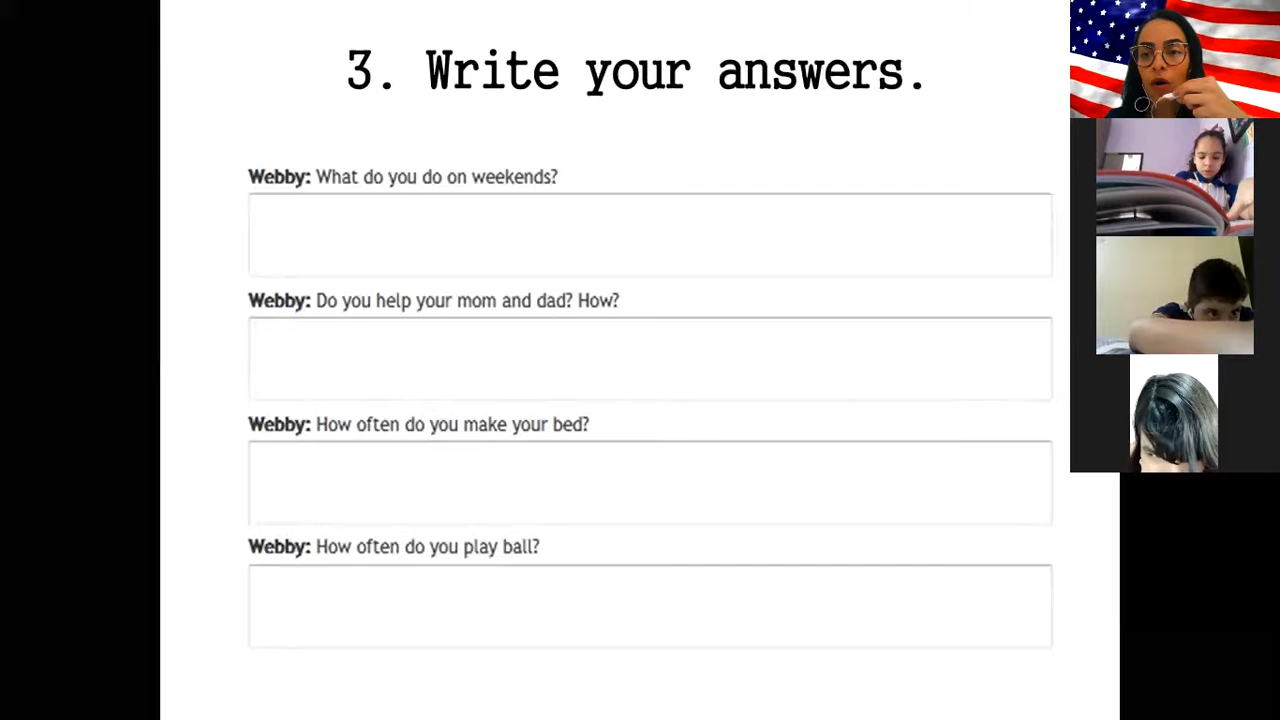 3. Write your answers.
Webby: What do you do on weekends?
Webby: Do you help your mom and dad? How?
Webby: How often do you make your bed?
Webby: How often do you play ball?